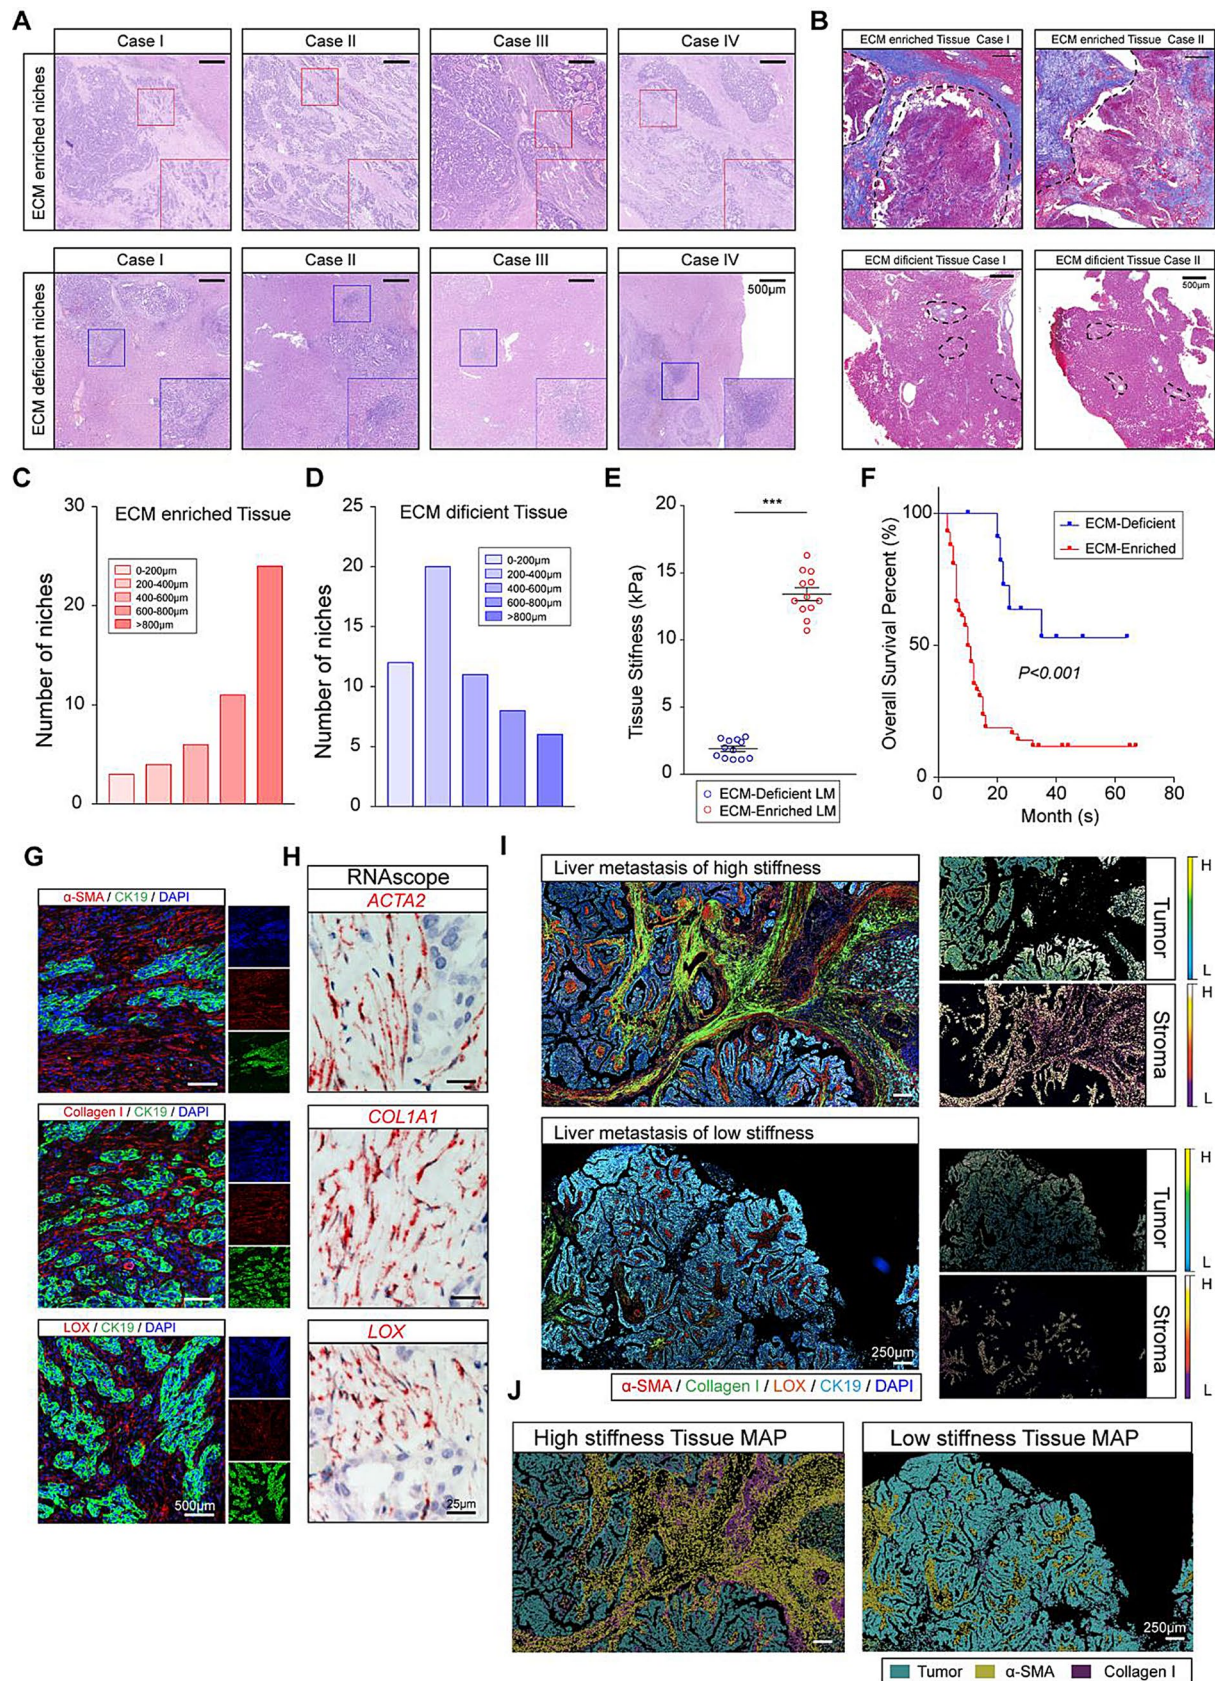 A
Case I
Case II
Case III
Case IV
ECM enriched niches
Case I
Case II
Case III
Case IV
ECM deficient niches
500µm
B
ECM enriched Tissue Case I
ECM enriched Tissue Case II
ECM dificient Tissue Case I
ECM dificient Tissue Case II
500µm
C
ECM enriched Tissue
Number of niches
30
20
10
0
0-200µm
200-400µm
400-600µm
600-800µm
>800µm
D
ECM dificient Tissue
Number of niches
25
20
15
10
5
0
0-200µm
200-400µm
400-600µm
600-800µm
>800µm
E
Tissue Stifness (kPa)
20
15
10
5
0
***
ECM-Deficient LM
ECM-Enriched LM
F
Overall Survival Percent (%)
100
50
0
ECM-Deficient
ECM-Enriched
P<0.001
0
20
40
60
80
Month (s)
G
α-SMA / CK19 / DAPI
Collagen I / CK19 / DAPI
LOX / CK19 / DAPI
500µm
H
RNAscope
ACTA2
COL1A1
LOX
25µm
I
Liver metastasis of high stiffness
Tumor
H
L
Stroma
H
L
Liver metastasis of low stiffness
250µm
Tumor
H
L
Stroma
H
L
α-SMA / Collagen I / LOX / CK19 / DAPI
J
High stiffness Tissue MAP
Low stiffness Tissue MAP
250µm
Tumor
α-SMA
Collagen I